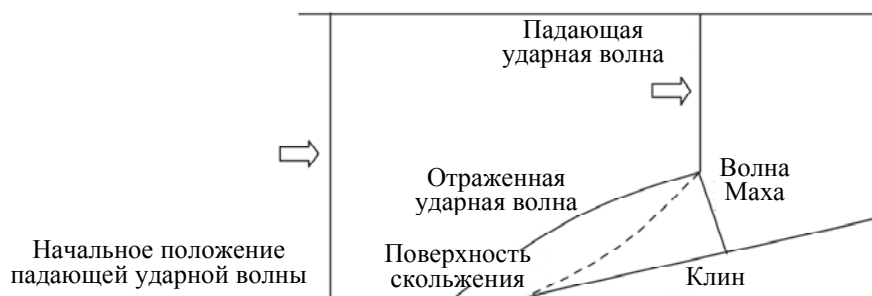 Падающая
ударная волна
Отраженная
ударная волна
Волна
Маха
Начальное положение
падающей ударной волны
Поверхность
скольжения
Клин